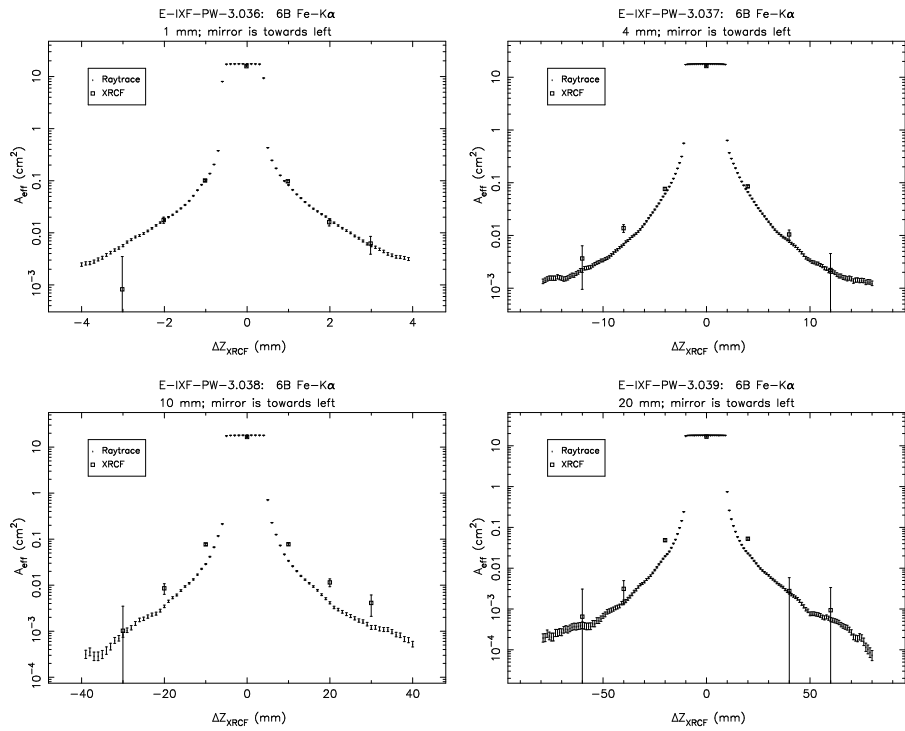 E-IXF-PW-3.036: 6B Fe-Kα
1 mm; mirror is towards left
Raytrace
XRCF
A_eff (cm²)
10
1
0.1
0.01
10⁻³
-4
-2
0
2
4
ΔZ_XRCF (mm)
E-IXF-PW-3.037: 6B Fe-Kα
4 mm; mirror is towards left
Raytrace
XRCF
A_eff (cm²)
10
1
0.1
0.01
10⁻³
-10
0
10
ΔZ_XRCF (mm)
E-IXF-PW-3.038: 6B Fe-Kα
10 mm; mirror is towards left
Raytrace
XRCF
A_eff (cm²)
10
1
0.1
0.01
10⁻³
10⁻⁴
-40
-20
0
20
40
ΔZ_XRCF (mm)
E-IXF-PW-3.039: 6B Fe-Kα
20 mm; mirror is towards left
Raytrace
XRCF
A_eff (cm²)
10
1
0.1
0.01
10⁻³
10⁻⁴
-50
0
50
ΔZ_XRCF (mm)